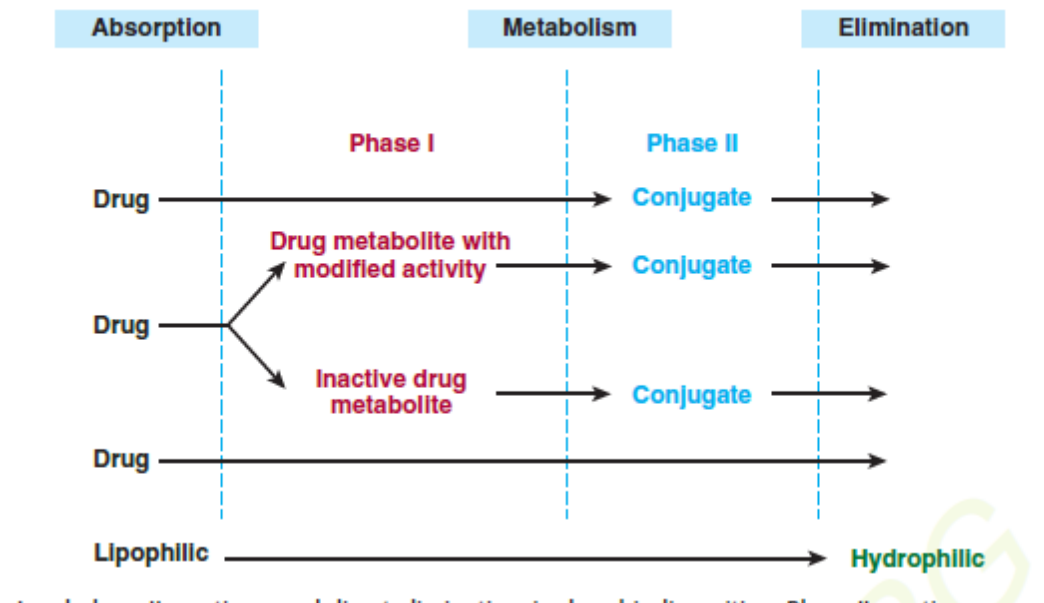 Absorption Metabolism Elimination
Phase I Phase II
Drug Conjugate
Drug metabolite with
modified activity Conjugate
Drug
Inactive drug
metabolite Conjugate
Drug
Lipophilic Hydrophilic